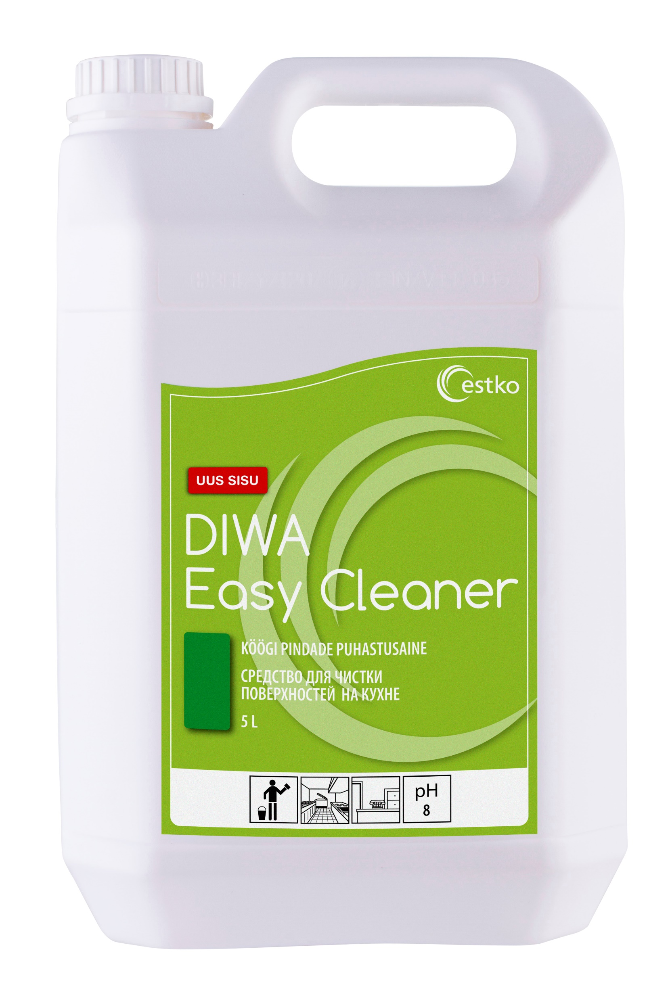 estko
UUS SISU
DIWA
Easy Cleaner
KÖÖGI PINDADE PUHASTUSAINE
СРЕДСТВО ДЛЯ ЧИСТКИ
ПОВЕРХНОСТЕЙ НА КУХНЕ
5 L
pH
8